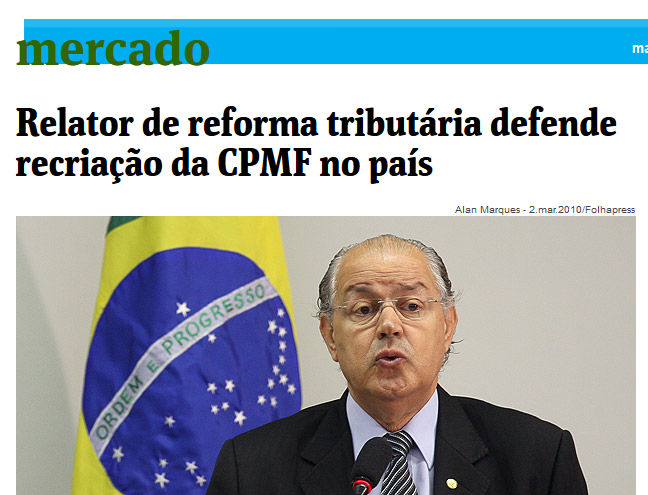 mercado
Relator de reforma tributária defende
recriação da CPMF no país
Alan Marques - 2.mar.2010/Folhapress
ORDEM E PROGRESSO